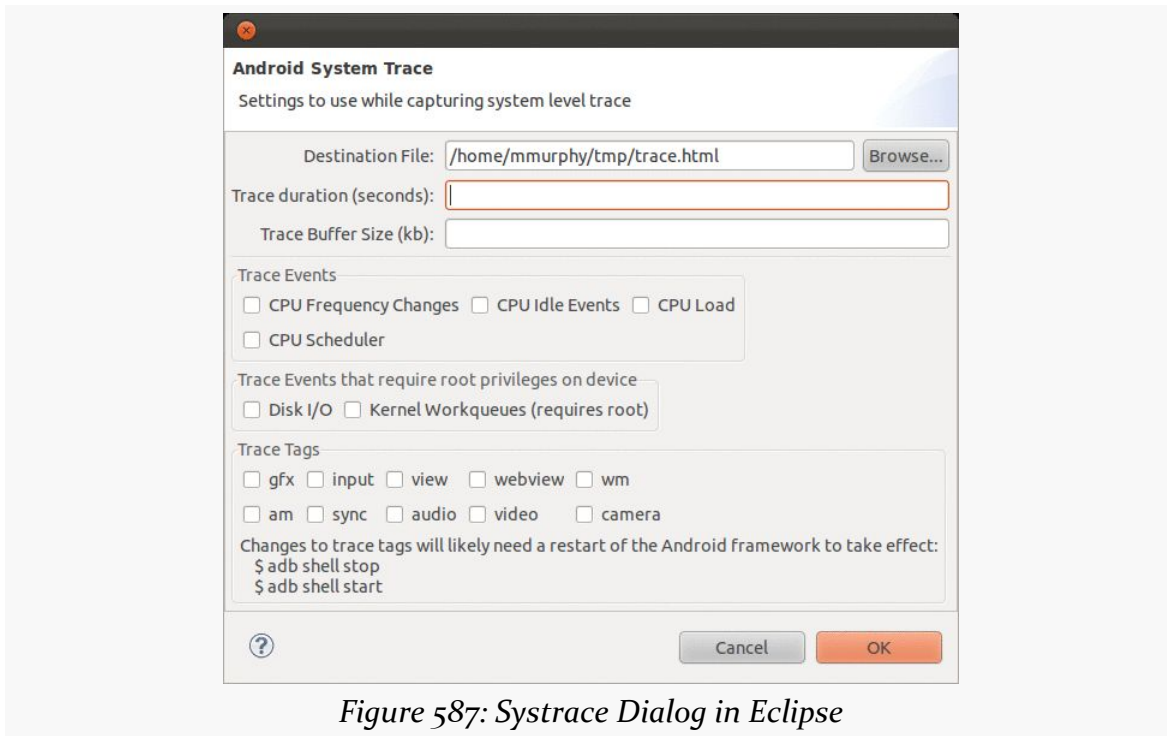 Android System Trace
Settings to use while capturing system level trace
Destination File: /home/mmurphy/tmp/trace.html Browse...
Trace duration (seconds):
Trace Buffer Size (kb):
Trace Events
CPU Frequency Changes CPU Idle Events CPU Load
CPU Scheduler
Trace Events that require root privileges on device
Disk I/O Kernel Workqueues (requires root)
Trace Tags
gfx input view webview wm
am sync audio video camera
Changes to trace tags will likely need a restart of the Android framework to take effect:
$ adb shell stop
$ adb shell start
? Cancel OK
Figure 587: Systrace Dialog in Eclipse